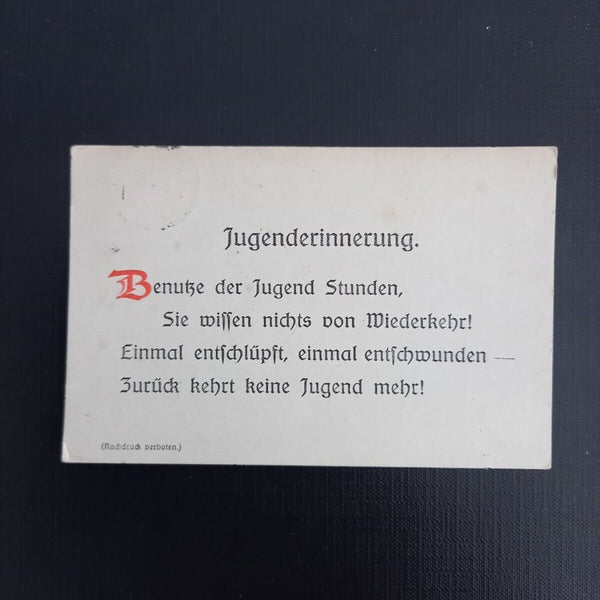 Jugenderinnerung.
Benutze der Jugend Stunden,
Sie wiſſen nichts von Wiederkehr!
Einmal entſchlüpft, einmal entſchwunden —
Zurück kehrt keine Jugend mehr!
(Nachdruck verboten.)